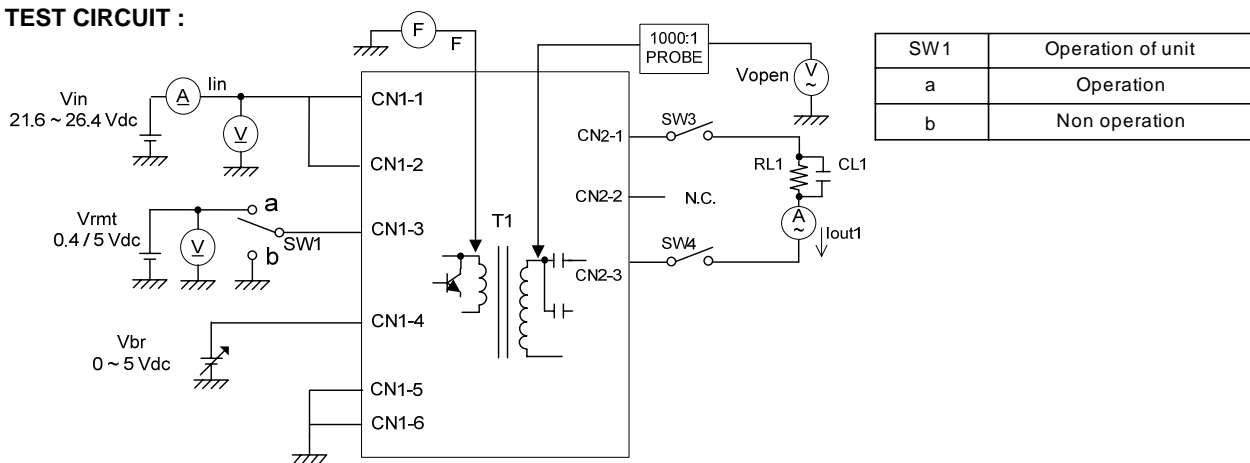 TEST CIRCUIT :
F
F
1000:1
PROBE
Vopen
V
~
SW1 Operation of unit
a Operation
b Non operation
Vin
21.6 ~ 26.4 Vdc
A
Iin
V
CN1-1
CN1-2
CN2-1
SW3
RL1
CL1
CN2-2
N.C.
A
~
Iout1
Vrmt
0.4 / 5 Vdc
V
a
b
SW1
CN1-3
T1
CN2-3
SW4
Vbr
0 ~ 5 Vdc
CN1-4
CN1-5
CN1-6